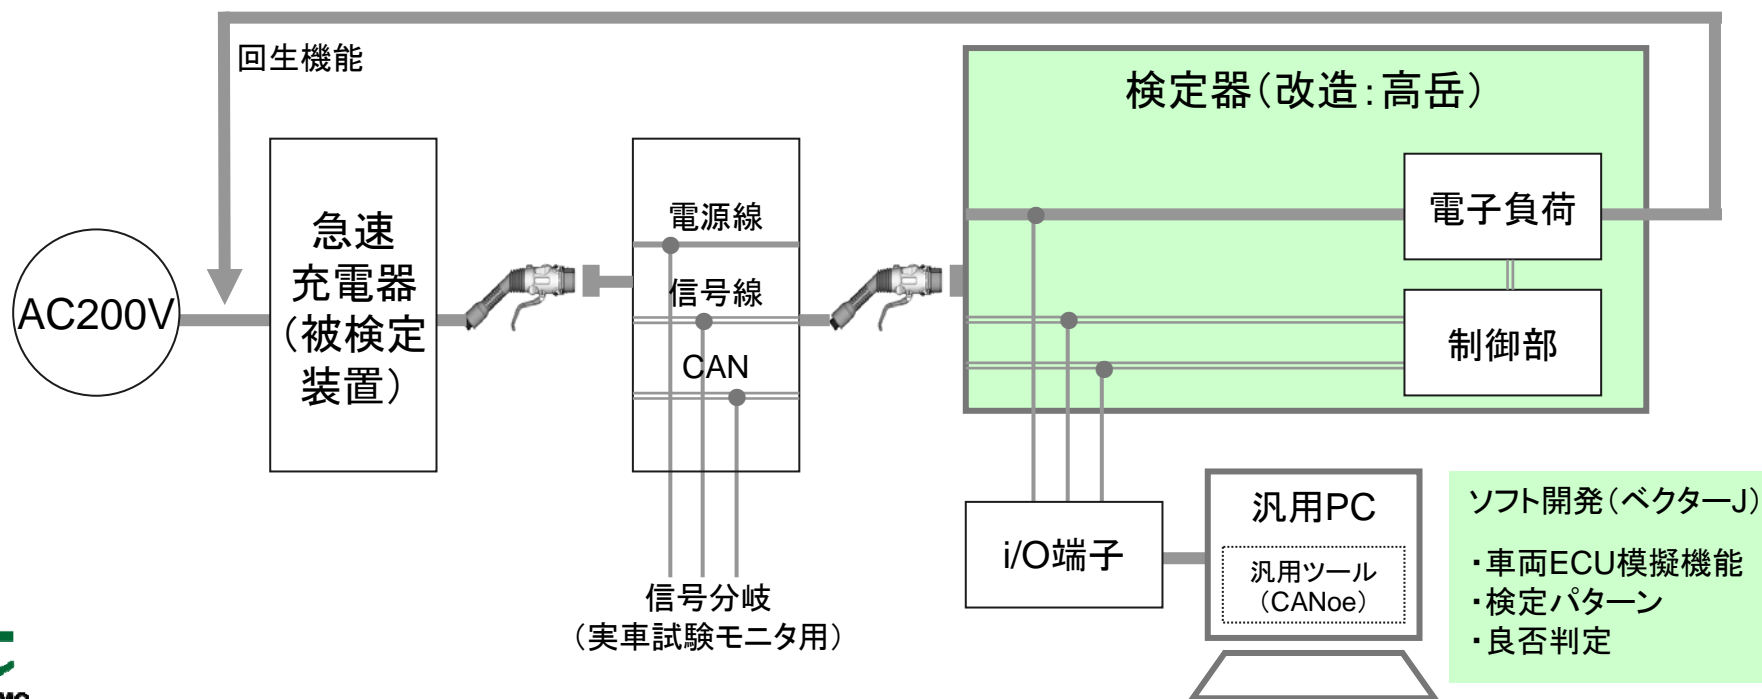 回生機能
検定器（改造：高岳）
AC200V
急速
充電器
（被検定
装置）
電源線
信号線
CAN
電子負荷
制御部
信号分岐
（実車試験モニタ用）
i/O端子
汎用PC
汎用ツール
（CANoe）
ソフト開発（ベクターJ）
・車両ECU模擬機能
・検定パターン
・良否判定